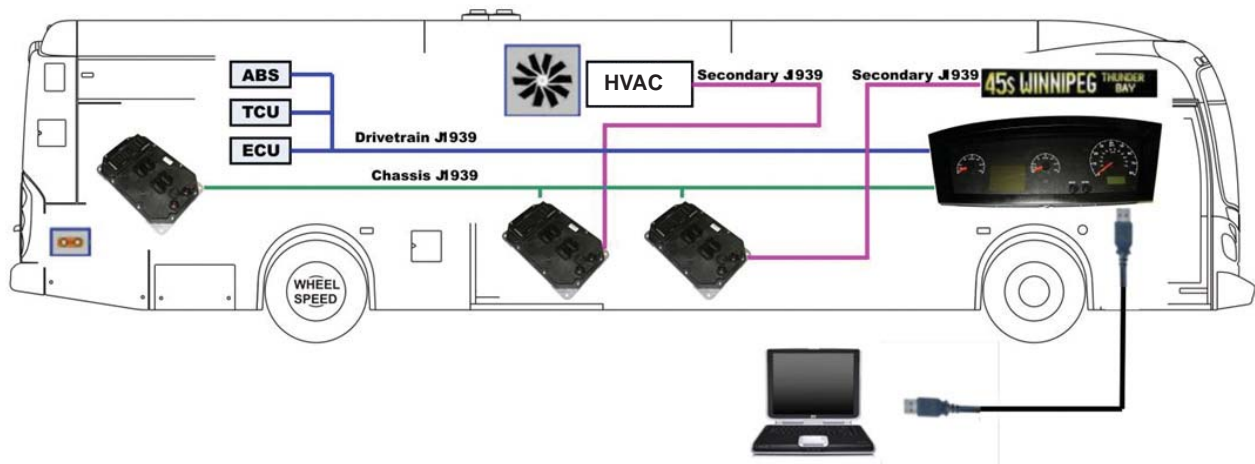 ABS
TCU
ECU
HVAC
Secondary J1939
Secondary J1939
45s WINNIPEG THUNDER
BAY
Drivetrain J1939
Chassis J1939
WHEEL
SPEED